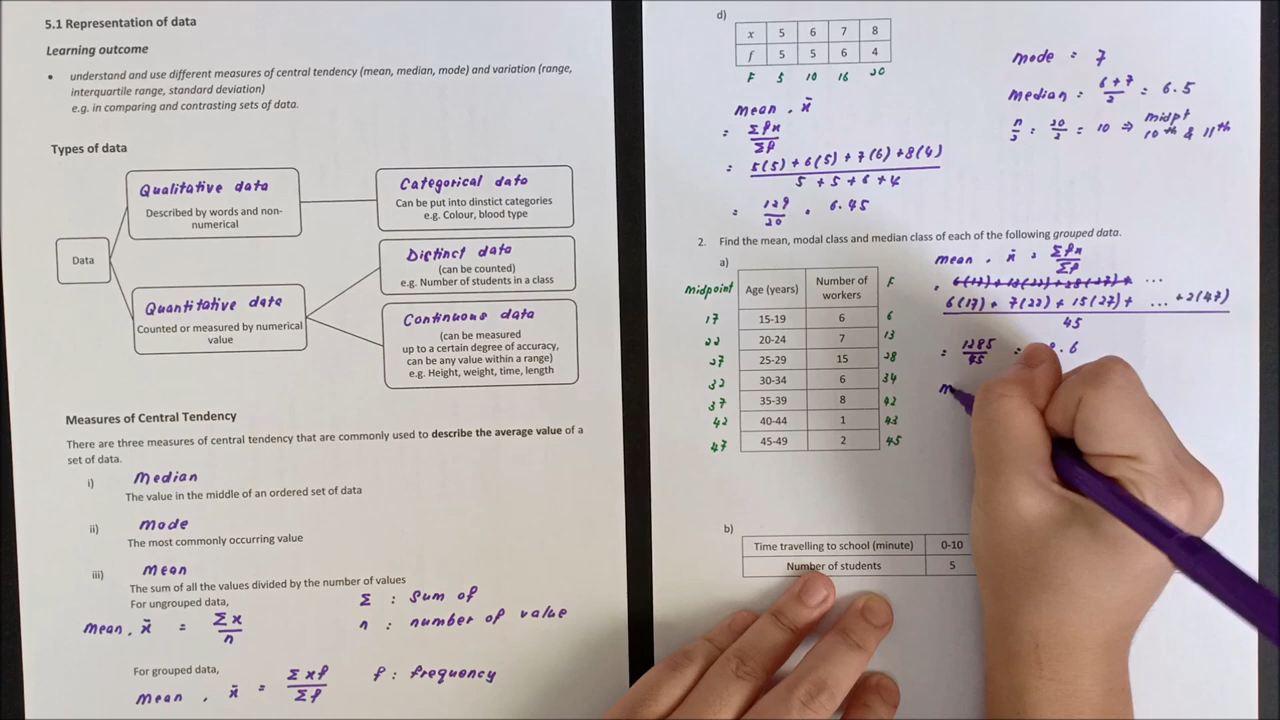 5.1 Representation of data
Learning outcome
• understand and use different measures of central tendency (mean, median, mode) and variation (range,
interquartile range, standard deviation)
e.g. in comparing and contrasting sets of data.
Types of data
Data
Qualitative data
Described by words and non-
numerical
Categorical data
Can be put into dinstict categories
e.g. Colour, blood type
Distinct data
(can be counted)
e.g. Number of students in a class
Quantitative data
Counted or measured by numerical
value
Continuous data
(can be measured
up to a certain degree of accuracy,
can be any value within a range)
e.g. Height, weight, time, length
Measures of Central Tendency
There are three measures of central tendency that are commonly used to describe the average value of a
set of data.
i) Median
The value in the middle of an ordered set of data
ii) mode
The most commonly occurring value
iii) mean
The sum of all the values divided by the number of values
For ungrouped data,
mean, x̄ = Σx/n
Σ : sum of
n : number of value
For grouped data,
mean, x̄ = Σxf/Σf
f : frequency
d)
x 5 6 7 8
f 5 5 6 4
F 5 10 16 20
mean, x̄
= Σfx/Σf
= 5(5) + 6(5) + 7(6) + 8(4)
5 + 5 + 6 + 4
= 129/20 = 6.45
mode = 7
median = 6+7/2 = 6.5
n/2 = 20/2 = 10 ⇒ midpt
10th & 11th
2. Find the mean, modal class and median class of each of the following grouped data.
a)
midpoint Age (years) Number of workers F
17 15-19 6 6
22 20-24 7 13
27 25-29 15 28
32 30-34 6 34
37 35-39 8 42
42 40-44 1 43
47 45-49 2 45
mean, x̄ = Σfx/Σf
= 6(17) + 13(22) + 28(27) + ...
6(17) + 7(22) + 15(27) + ... + 2(47)
45
= 1285/45 = .6
m
b)
Time travelling to school (minute) 0-10
Number of students 5